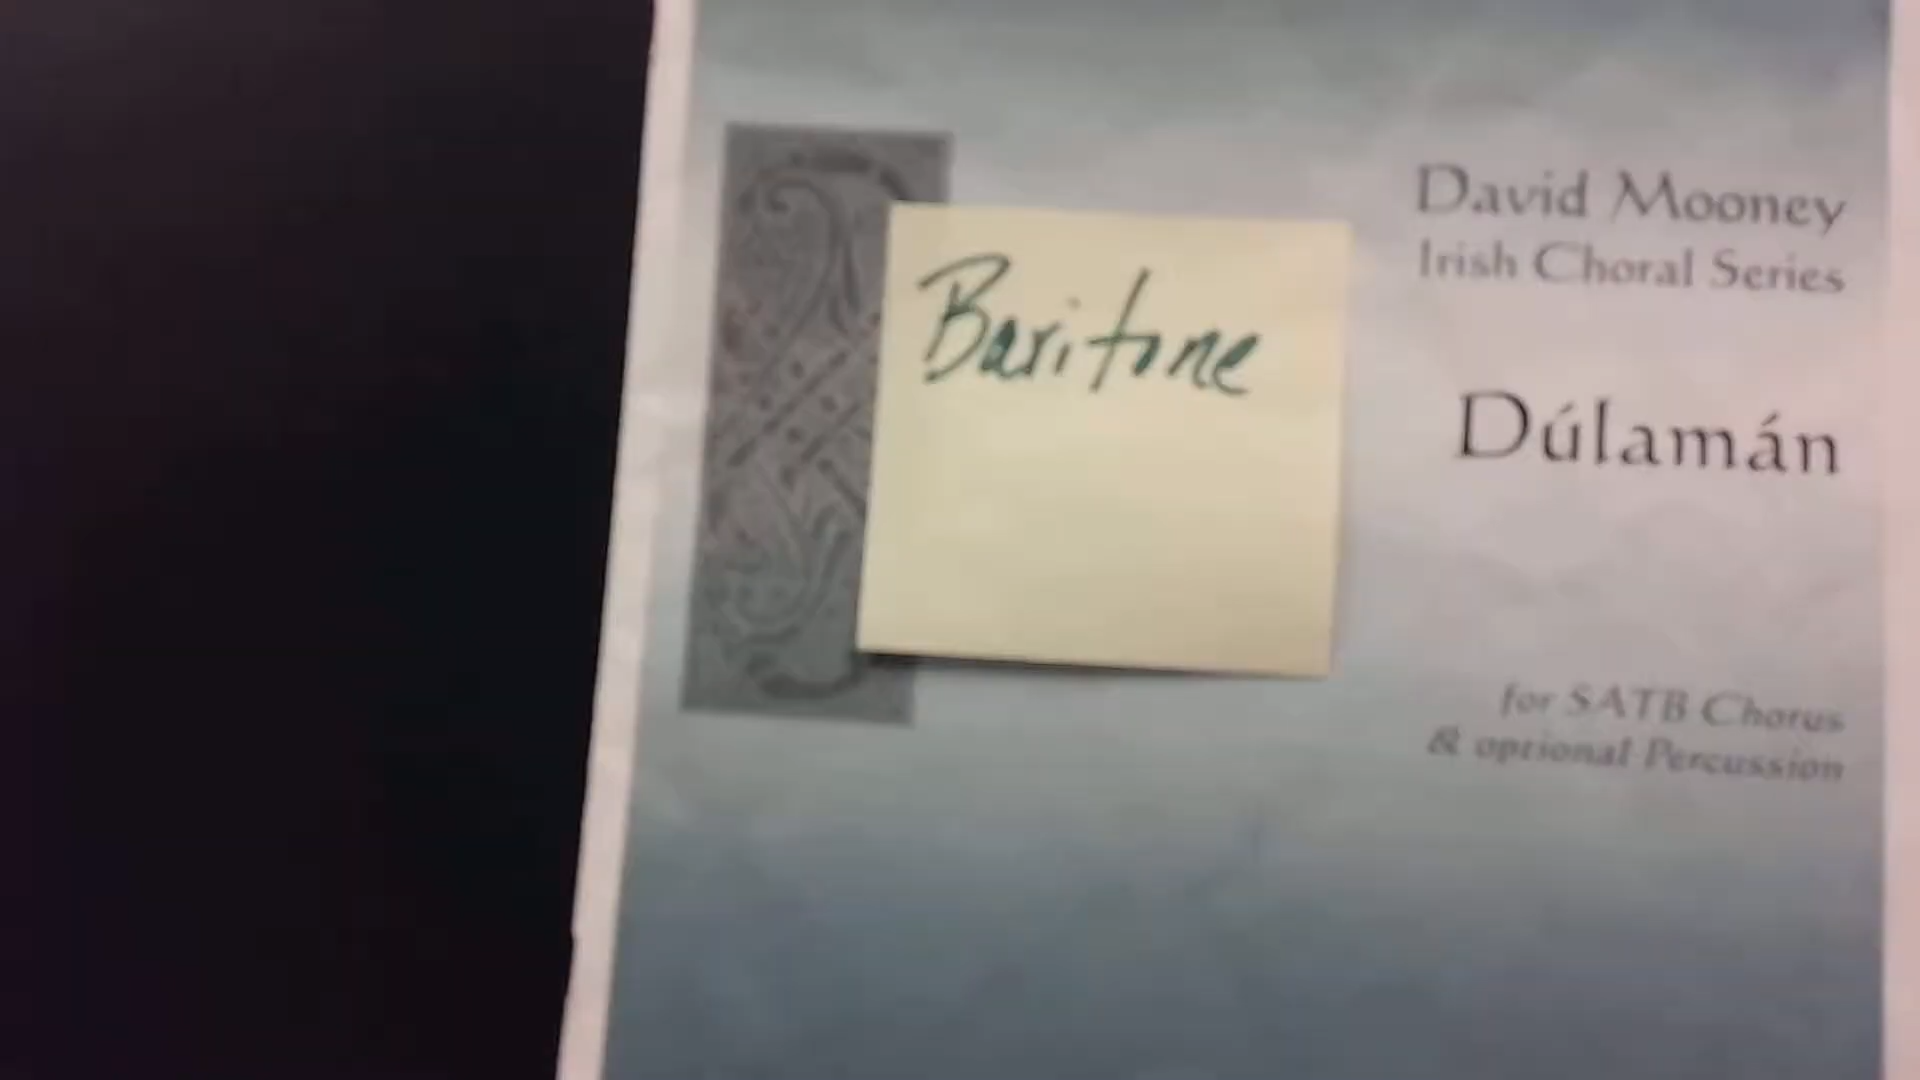 Baritone
David Mooney
Irish Choral Series
Dúlamán
for SATB Chorus
& optional Percussion